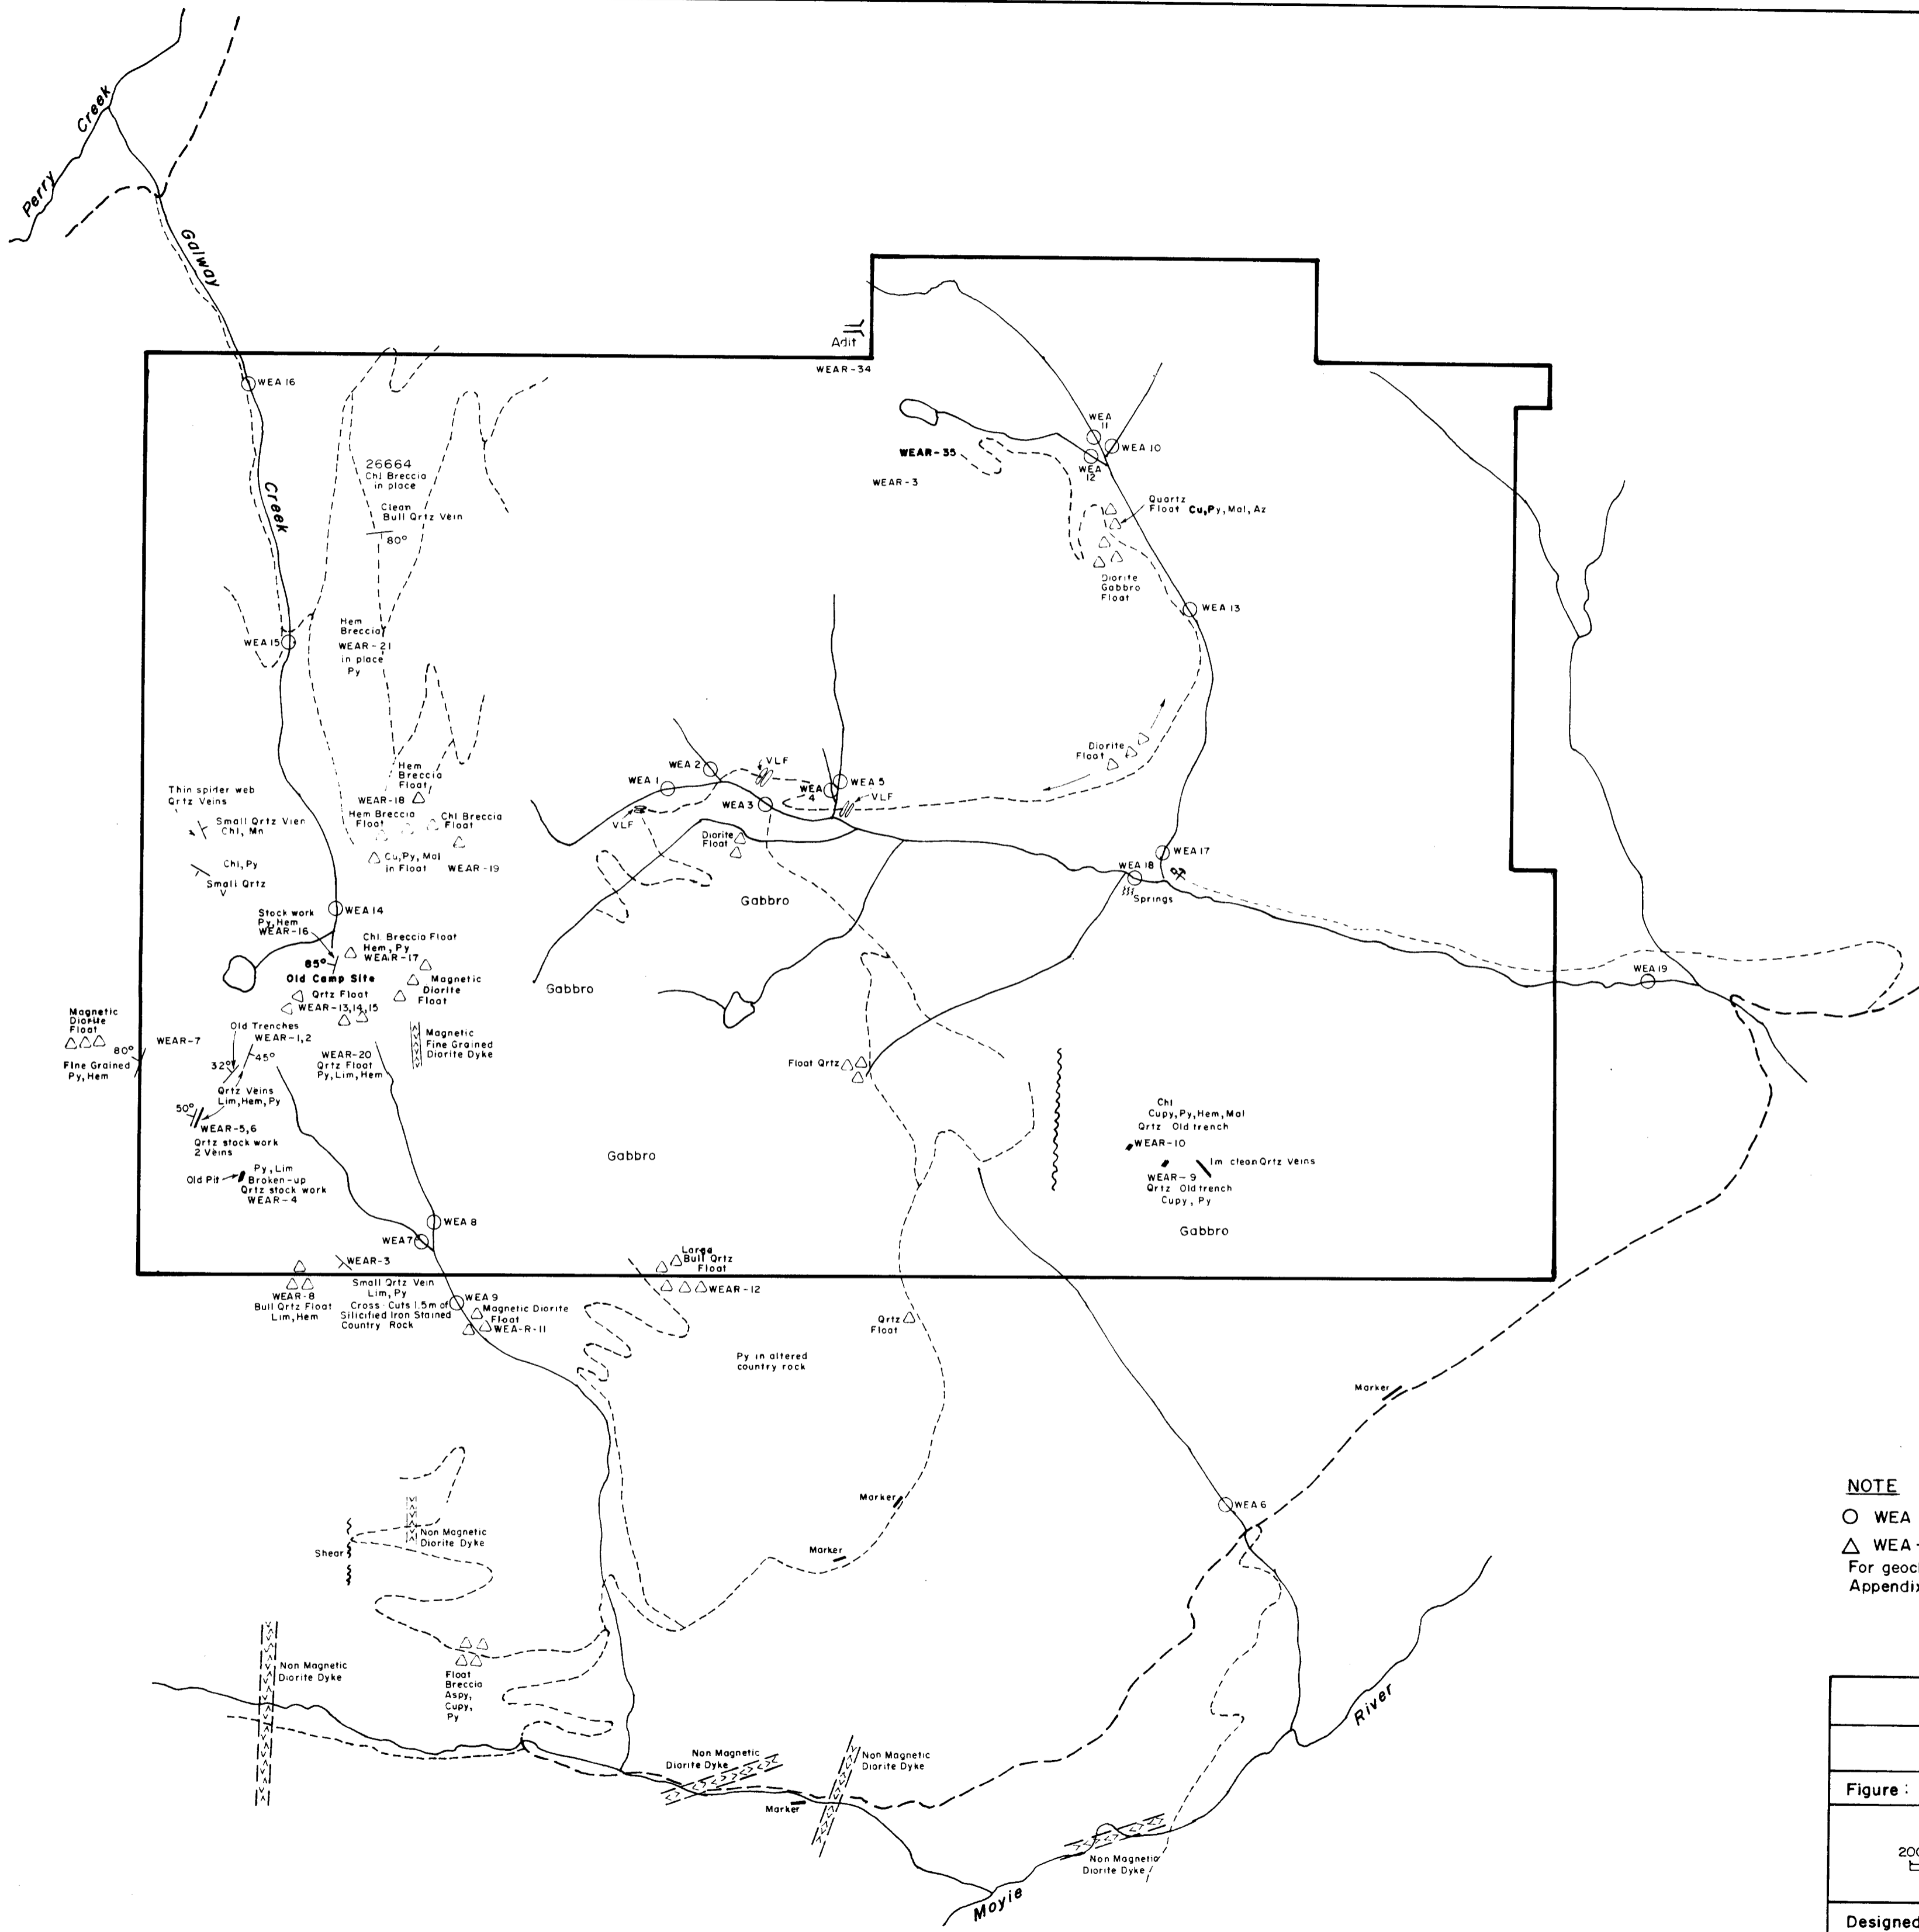 Perry
Creek
Galway
Creek
Adit
WEAR-34
WEA 16
WEA
11
WEA 10
WEA
12
WEAR-35
WEAR-3
26664
Chl Breccia
in place
Clean
Bull Qrtz Vein
80°
Quartz
Float Cu,Py, Mal, Az
Diorite
Gabbro
Float
WEA 13
Hem
Breccia
WEAR-21
in place
Py
WEA 15
Diorite
Float
VLF
WEA 2
WEA 1
WEA 5
WEA
4
VLF
WEA 3
VLF
Diorite
Float
Hem
Breccia
Float
WEAR-18
Hem Breccia
Float
Chl Breccia
Float
Cu,Py, Mal
in Float
WEAR-19
Thin spider web
Qrtz Veins
Small Qrtz Vien
Chl, Mn
Chl, Py
Small Qrtz
V
WEA 17
WEA 18
Springs
Gabbro
WEA 14
Stock work
Py, Hem
WEAR-16
Chl Breccia Float
Hem, Py
WEAR-17
85°
Old Camp Site
Qrtz Float
WEAR-13,14,15
Magnetic
Diorite
Float
Gabbro
WEA 19
Magnetic
Diorite
Float
80°
Fine Grained
Py, Hem
WEAR-7
Old Trenches
WEAR-1,2
45°
32°
Qrtz Veins
Lim, Hem, Py
WEAR-20
Qrtz Float
Py, Lim, Hem
Magnetic
Fine Grained
Diorite Dyke
50°
WEAR-5,6
Qrtz stock work
2 Veins
Old Pit
Py, Lim
Broken-up
Qrtz stock work
WEAR-4
Float Qrtz
Gabbro
Chl
Cupy, Py, Hem, Mal
Qrtz Old trench
WEAR-10
1m clean Qrtz Veins
WEAR-9
Qrtz Old trench
Cupy, Py
Gabbro
WEA 8
WEA 7
WEAR-3
Small Qrtz Vein
Lim, Py
Cross-Cuts 1.5m of
Silicified Iron Stained
Country Rock
WEAR-8
Bull Qrtz Float
Lim, Hem
WEA 9
Magnetic Diorite
Float
WEA-R-11
Large
Bull Qrtz
Float
WEAR-12
Qrtz
Float
Py in altered
country rock
Marker
Marker
Marker
WEA 6
Non Magnetic
Diorite Dyke
Shear
Non Magnetic
Diorite Dyke
Float
Breccia
Aspy,
Cupy,
Py
Non Magnetic
Diorite Dyke
Marker
Non Magnetic
Diorite Dyke
Non Magnetic
Diorite Dyke
Moyie
River
NOTE
WEA
WEA -
For geoc
Appendix
Figure :
200
Designed